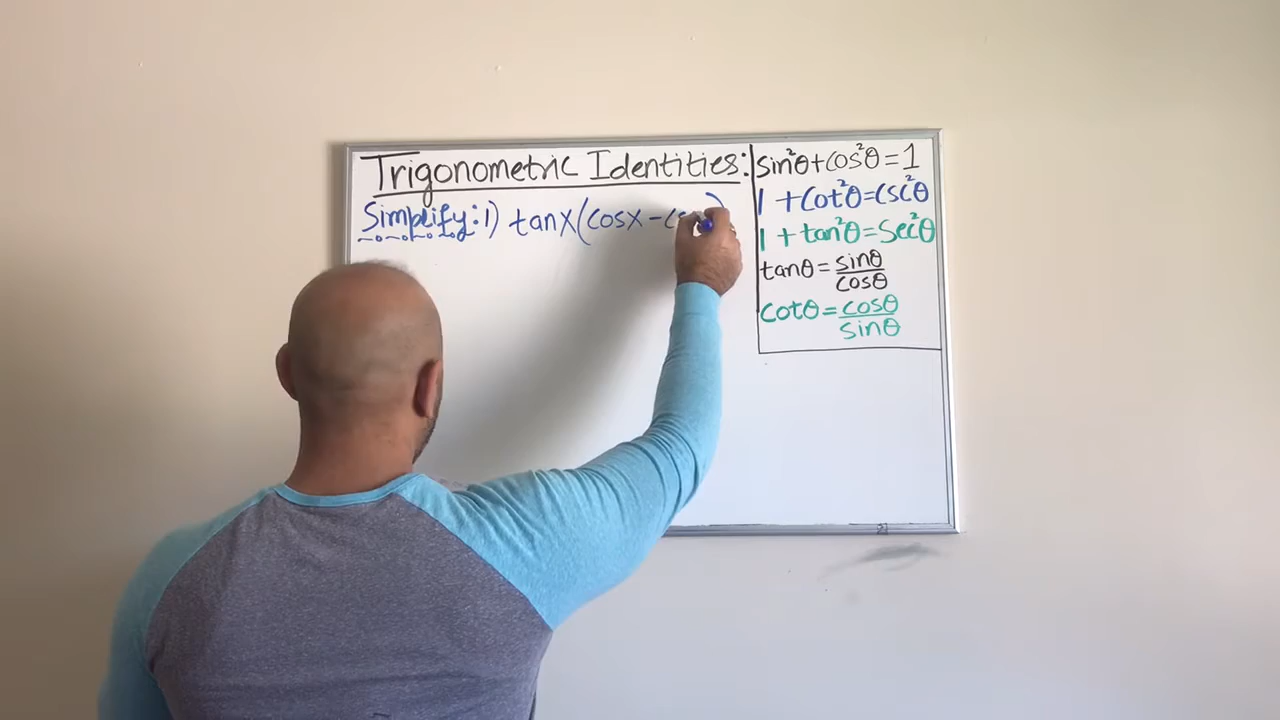 Trigonometric Identities:
Simplify: 1) tanx(cosx -
sin²θ+cos²θ=1
1+cot²θ=csc²θ
1+tan²θ=sec²θ
tanθ=sinθ/cosθ
cotθ=cosθ/sinθ